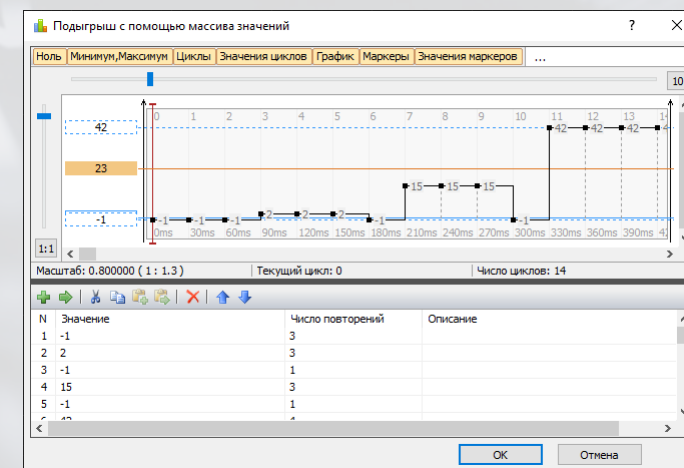 Подыгрыш с помощью массива значений ? ×
Ноль Минимум,Максимум Циклы Значения циклов График Маркеры Значения маркеров ...
10
0 1 2 3 4 5 6 7 8 9 10 11 12 13 14
42 42 42 42
23
15 15 15
-1 -1 -1 -1 2 2 2 -1 -1
0ms 30ms 60ms 90ms 120ms 150ms 180ms 210ms 240ms 270ms 300ms 330ms 360ms 390ms
1:1
Масштаб: 0.800000 ( 1 : 1.3 ) Текущий цикл: 0 Число циклов: 14
N Значение Число повторений Описание
1 -1 3
2 2 3
3 -1 1
4 15 3
5 -1 1
OK Отмена